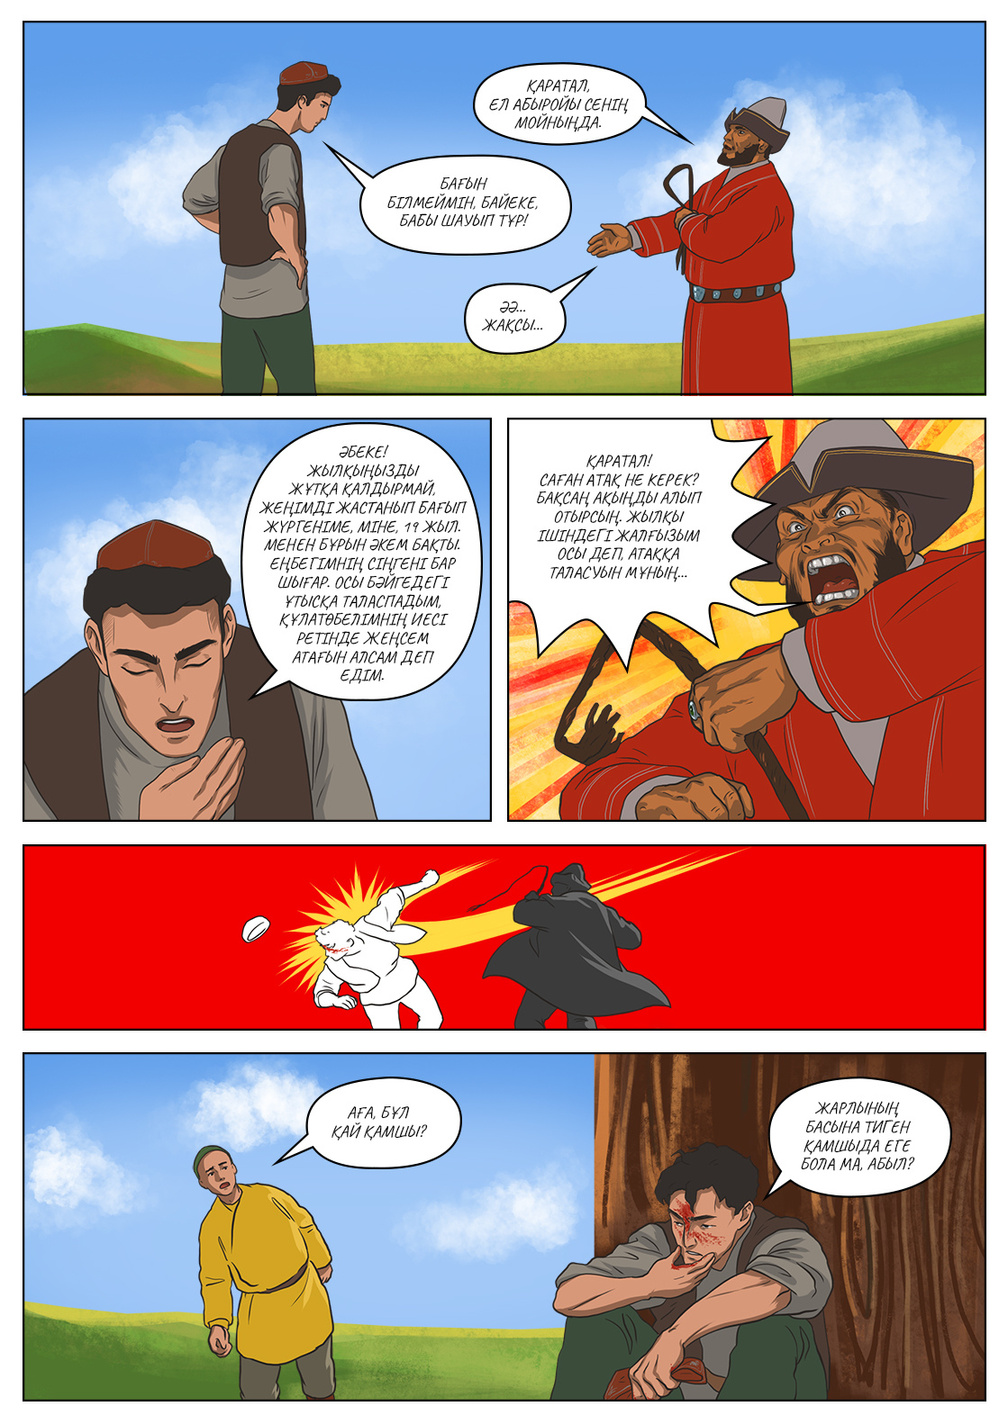 ҚАРАТАЛ,
ЕЛ АБЫРОЙЫ СЕНІҢ
МОЙНЫҢДА.
БАҒЫН
БІЛМЕЙМІН, БАЙЕКЕ,
БАБЫ ШАУЫП ТҰР!
ӘӘ...
ЖАҚСЫ...
ӘБЕКЕ!
ЖЫЛҚЫҢЫЗДЫ
ЖҰТҚА ҚАЛДЫРМАЙ,
ЖЕҢІМДІ ЖАСТАНЫП БАҒЫП
ЖҮРГЕНІМЕ, МІНЕ, 19 ЖЫЛ.
МЕНЕН БҰРЫН ӘКЕМ БАҚТЫ.
ЕҢБЕГІМНІҢ СІҢГЕНІ БАР
ШЫҒАР. ОСЫ БӘЙГЕДЕГІ
ҰТЫСҚА ТАЛАСПАДЫМ,
ҚҰЛАТӨБЕЛІМНІҢ ИЕСІ
РЕТІНДЕ ЖЕҢСЕМ
АТАҒЫН АЛСАМ ДЕП
ЕДІМ.
ҚАРАТАЛ!
САҒАН АТАҚ НЕ КЕРЕК?
БАҚСАҢ АҚЫҢДЫ АЛЫП
ОТЫРСЫҢ. ЖЫЛҚЫ
ІШІНДЕГІ ЖАЛҒЫЗЫМ
ОСЫ ДЕП, АТАҚҚА
ТАЛАСУЫН МҰНЫҢ...
АҒА, БҰЛ
ҚАЙ ҚАМШЫ?
ЖАРЛЫНЫҢ
БАСЫНА ТИГЕН
ҚАМШЫДА ЕГЕ
БОЛА МА, АБЫЛ?